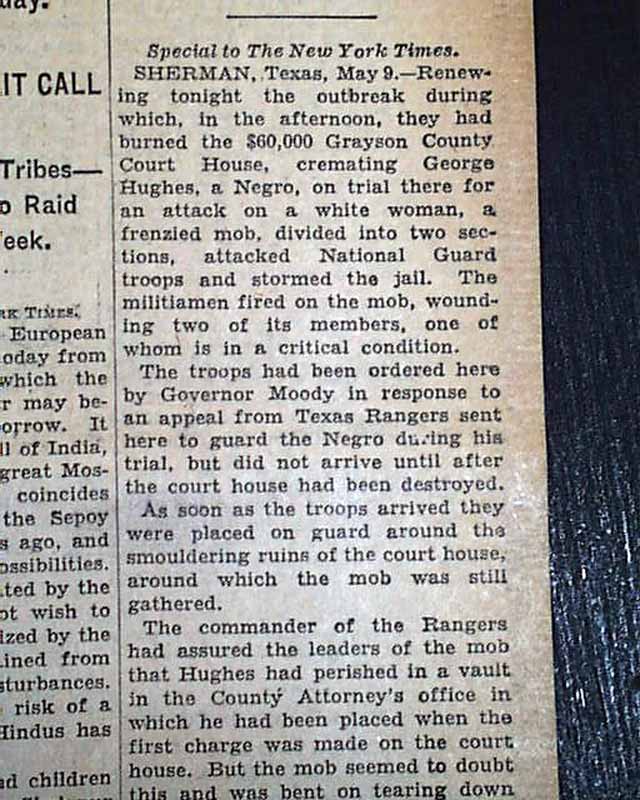 ay.
IT CALL
Tribes—
o Raid
eek.
RK TIMES.
European
oday from
which the
r may be-
orrow. It
ll of India,
great Mos-
coincides
the Sepoy
s ago, and
ossibilities.
ted by the
ot wish to
ized by the
ined from
sturbances.
risk of a
Hindus has
nd children
Special to The New York Times.
SHERMAN, Texas, May 9.—Renew-
ing tonight the outbreak during
which, in the afternoon, they had
burned the $60,000 Grayson County
Court House, cremating George
Hughes, a Negro, on trial there for
an attack on a white woman, a
frenzied mob, divided into two sec-
tions, attacked National Guard
troops and stormed the jail. The
militiamen fired on the mob, wound-
ing two of its members, one of
whom is in a critical condition.
The troops had been ordered here
by Governor Moody in response to
an appeal from Texas Rangers sent
here to guard the Negro during his
trial, but did not arrive until after
the court house had been destroyed.
As soon as the troops arrived they
were placed on guard around the
smouldering ruins of the court house,
around which the mob was still
gathered.
The commander of the Rangers
had assured the leaders of the mob
that Hughes had perished in a vault
in the County Attorney's office in
which he had been placed when the
first charge was made on the court
house. But the mob seemed to doubt
this and was bent on tearing down